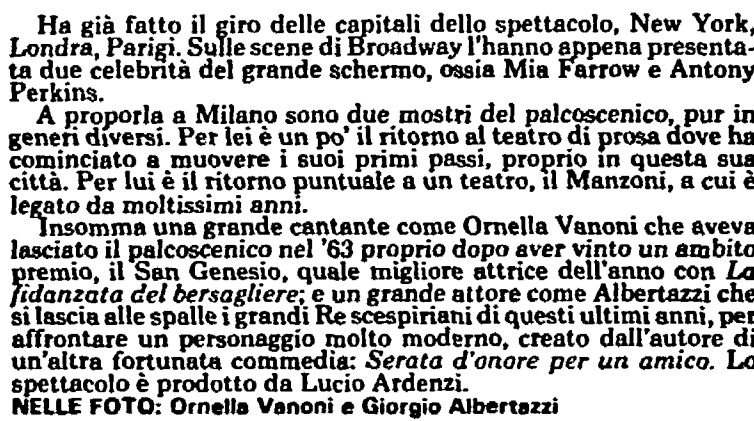 Ha già fatto il giro delle capitali dello spettacolo, New York,
Londra, Parigi. Sulle scene di Broadway l'hanno appena presenta-
ta due celebrità del grande schermo, ossia Mia Farrow e Antony
Perkins.
A proporla a Milano sono due mostri del palcoscenico, pur in
generi diversi. Per lei è un po' il ritorno al teatro di prosa dove ha
cominciato a muovere i suoi primi passi, proprio in questa sua
città. Per lui è il ritorno puntuale a un teatro, il Manzoni, a cui è
legato da moltissimi anni.
Insomma una grande cantante come Ornella Vanoni che aveva
lasciato il palcoscenico nel '63 proprio dopo aver vinto un ambito
premio, il San Genesio, quale migliore attrice dell'anno con La
fidanzata del bersagliere; e un grande attore come Albertazzi che
si lascia alle spalle i grandi Re scespiriani di questi ultimi anni, per
affrontare un personaggio molto moderno, creato dall'autore di
un'altra fortunata commedia: Serata d'onore per un amico. Lo
spettacolo è prodotto da Lucio Ardenzi.
NELLE FOTO: Ornella Vanoni e Giorgio Albertazzi